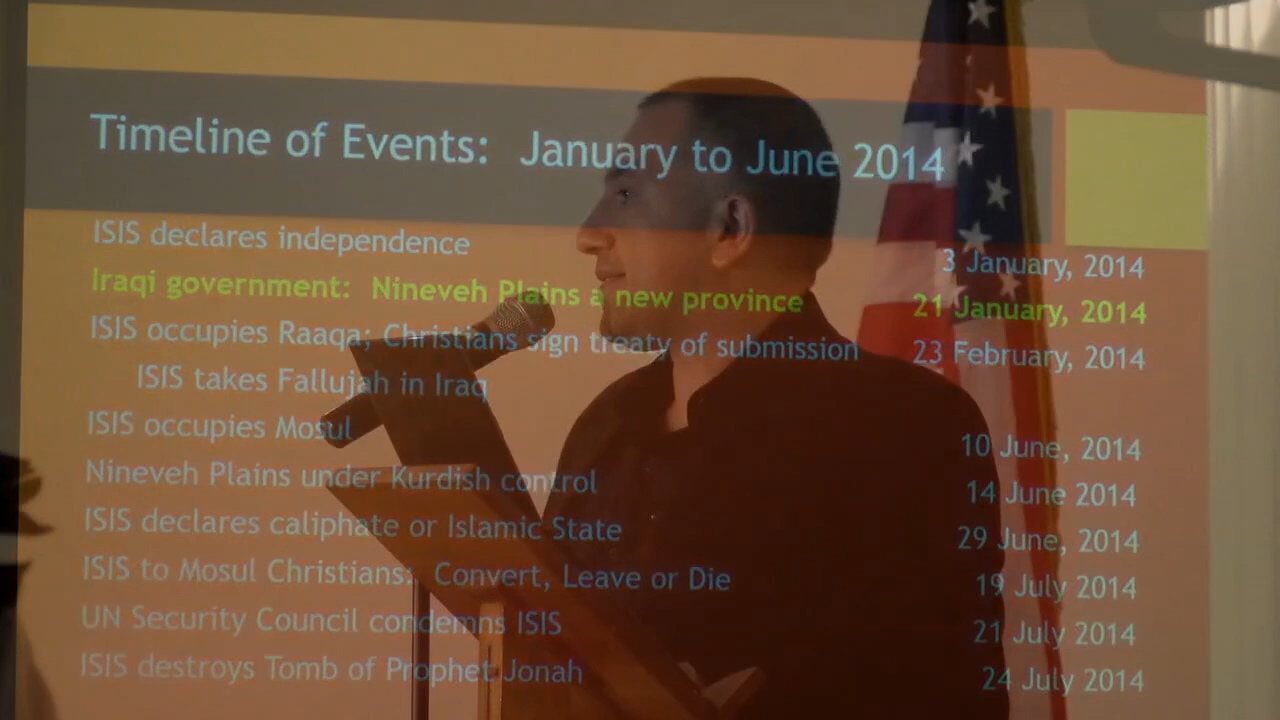 Timeline of Events: January to June 2014
ISIS declares independence 3 January, 2014
Iraqi government: Nineveh Plains a new province 21 January, 2014
ISIS occupies Raaqa; Christians sign treaty of submission 23 February, 2014
ISIS takes Fallujah in Iraq
ISIS occupies Mosul 10 June, 2014
Nineveh Plains under Kurdish control 14 June 2014
ISIS declares caliphate or Islamic State 29 June, 2014
ISIS to Mosul Christians: Convert, Leave or Die 19 July 2014
UN Security Council condemns ISIS 21 July 2014
ISIS destroys Tomb of Prophet Jonah 24 July 2014